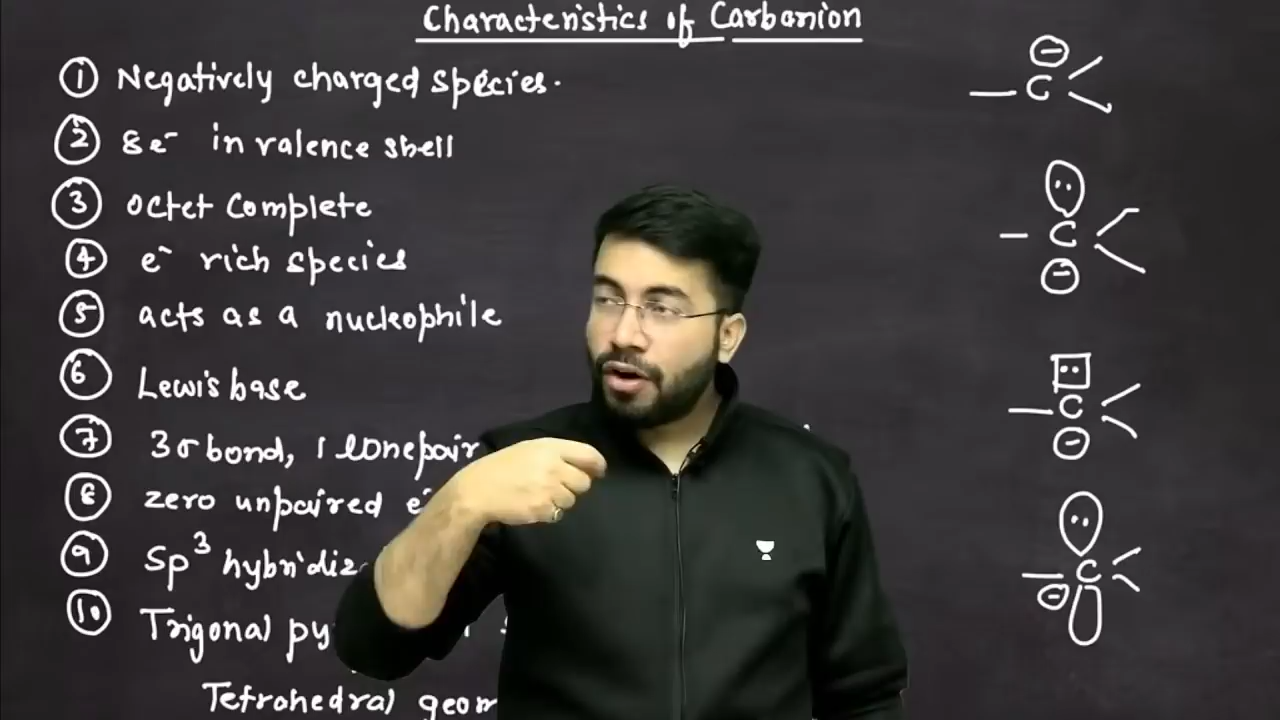 Characteristics of Carbanion
① Negatively charged species.
② 8e⁻ in valence shell
③ Octet complete
④ e⁻ rich species
⑤ acts as a nucleophile
⑥ Lewis base
⑦ 3σ bond, 1 lonepair
⑧ zero unpaired e
⑨ Sp³ hybridiz
⑩ Trigonal py
Tetrahedral geom
⊖
C
C
⊖
C
⊖
C
⊖